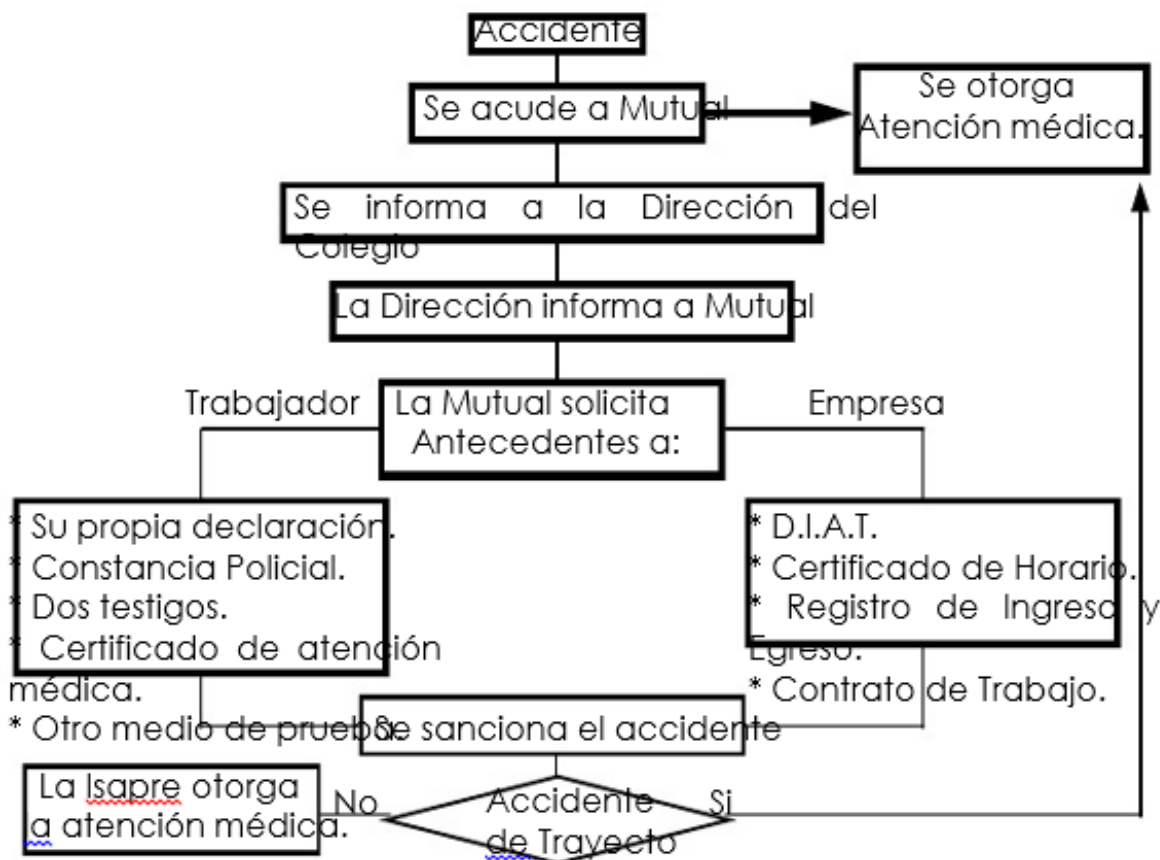 Accidente
Se acude a Mutual
Se otorga
Atención médica.
Se informa a la Dirección del
Colegio
La Dirección informa a Mutual
Trabajador
La Mutual solicita
Antecedentes a:
Empresa
* Su propia declaración.
* Constancia Policial.
* Dos testigos.
* Certificado de atención
médica.
* Otro medio de prueba.
* D.I.A.T.
* Certificado de Horario.
* Registro de Ingreso y
Egreso.
* Contrato de Trabajo.
Se sanciona el accidente
La Isapre otorga
a atención médica.
No
Accidente
de Trayecto
Si